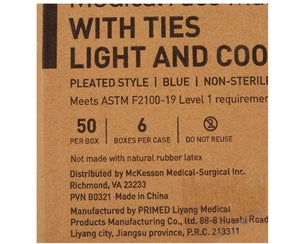 WITH TIES
LIGHT AND COO
PLEATED STYLE | BLUE | NON-STERIL
Meets ASTM F2100-19 Level 1 requiremen
50 6
PER BOX BOXES PER CASE DO NOT REUSE
Not made with natural rubber latex
Distributed by McKesson Medical-Surgical Inc.
Richmond, VA 23233
PVN B0321 Made in China
Manufactured by PRIMED Liyang Medical
Products Manufacturing Co., ltd. 88-8 Huashi Road
Liyang city, Jiangsu province, P.R.C. 213311